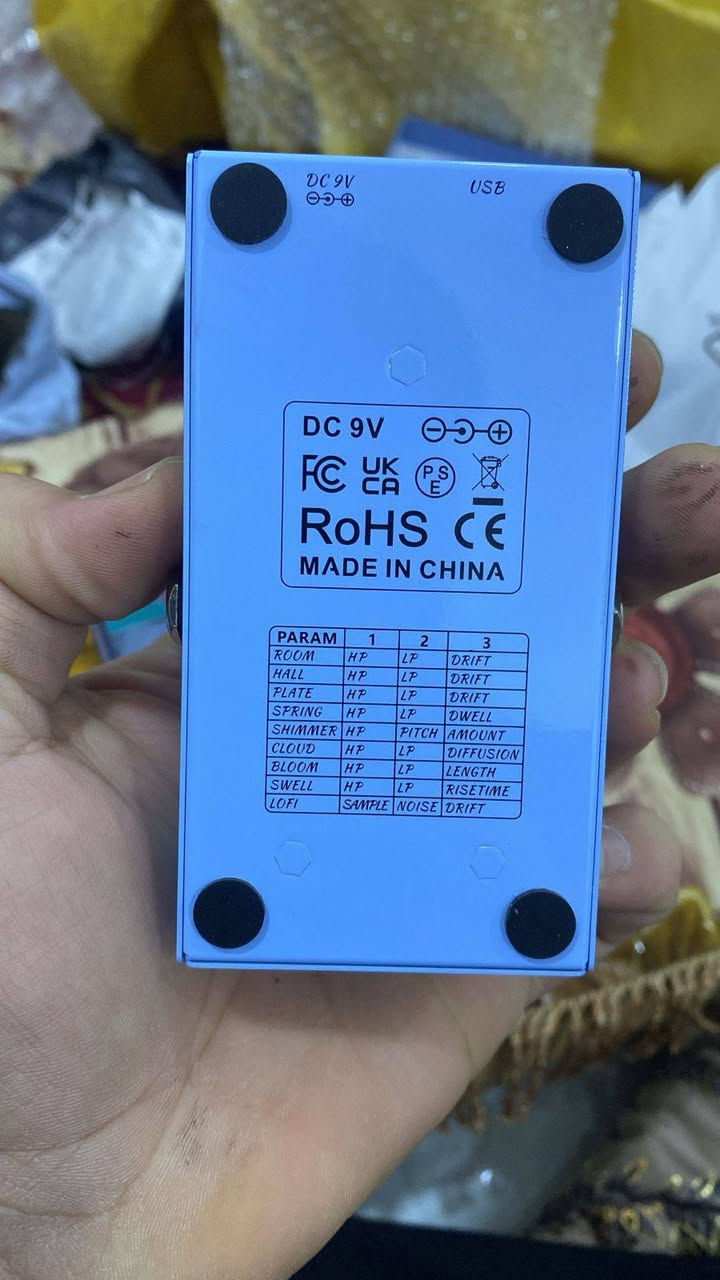 DC 9V USB
DC 9V
FC UK CA PSE
RoHS CE
MADE IN CHINA
PARAM 1 2 3
ROOM HP LP DRIFT
HALL HP LP DRIFT
PLATE HP LP DRIFT
SPRING HP LP DWELL
SHIMMER HP PITCH AMOUNT
CLOUD HP LP DIFFUSION
BLOOM HP LP LENGTH
SWELL HP LP RISETIME
LOFI SAMPLE NOISE DRIFT